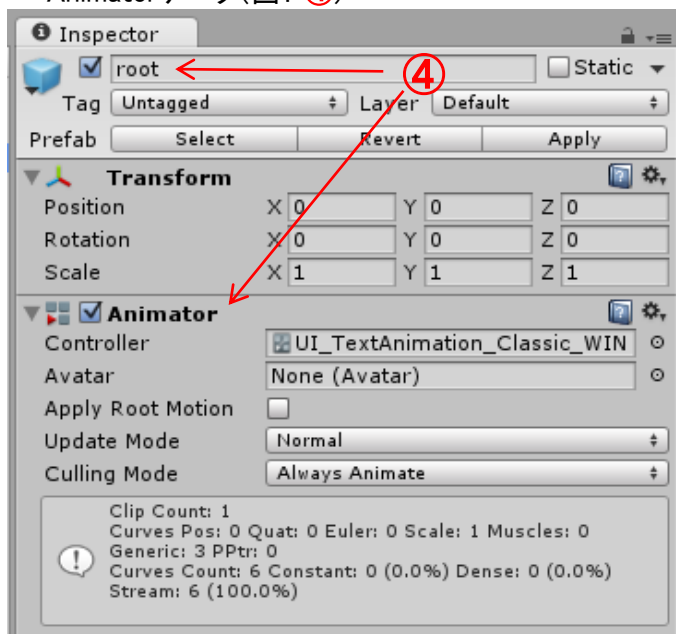 Inspector
root ④ Static
Tag Untagged Layer Default
Prefab Select Revert Apply
Transform
Position X 0 Y 0 Z 0
Rotation X 0 Y 0 Z 0
Scale X 1 Y 1 Z 1
Animator
Controller UI_TextAnimation_Classic_WIN
Avatar None (Avatar)
Apply Root Motion
Update Mode Normal
Culling Mode Always Animate
Clip Count: 1
Curves Pos: 0 Quat: 0 Euler: 0 Scale: 1 Muscles: 0
Generic: 3 PPtr: 0
Curves Count: 6 Constant: 0 (0.0%) Dense: 0 (0.0%)
Stream: 6 (100.0%)